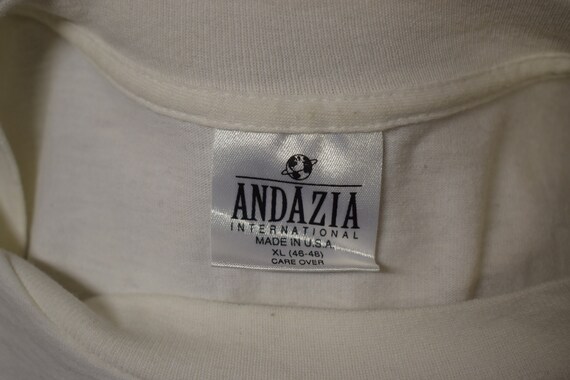 ANDAZIA
INTERNATIONAL
MADE IN U.S.A.
XL (46-48)
CARE OVER